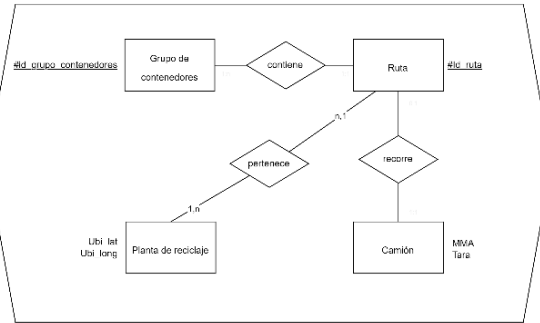 #Id_grupo_contenedores
Grupo de
contenedores
contiene
Ruta
#Id_ruta
n,1
pertenece
recorre
1,n
Ubi_lat
Ubi_long
Planta de reciclaje
Camión
MMA
Tara